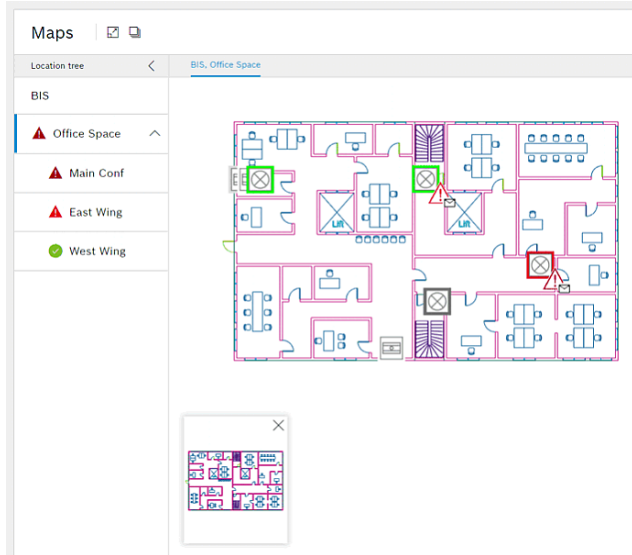 Maps
Location tree
BIS, Office Space
BIS
Office Space
Main Conf
East Wing
West Wing
Lift
Lift